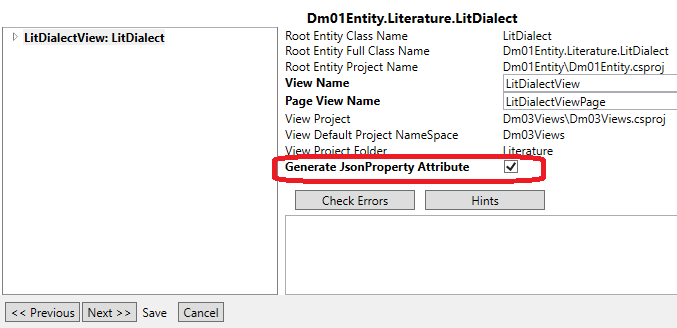 Dm01Entity.Literature.LitDialect
LitDialectView: LitDialect
Root Entity Class Name LitDialect
Root Entity Full Class Name Dm01Entity.Literature.LitDialect
Root Entity Project Name Dm01Entity\Dm01Entity.csproj
View Name LitDialectView
Page View Name LitDialectViewPage
View Project Dm03Views\Dm03Views.csproj
View Default Project NameSpace Dm03Views
View Project Folder Literature
Generate JsonProperty Attribute
Check Errors Hints
<< Previous Next >> Save Cancel